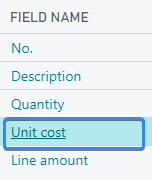 FIELD NAME
No.
Description
Quantity
Unit cost
Line amount